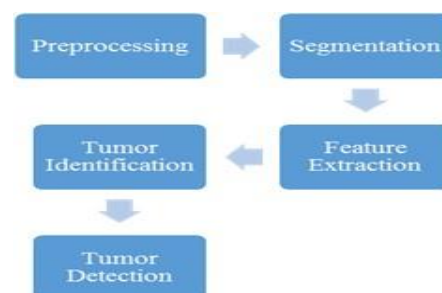 Preprocessing
Segmentation
Feature
Extraction
Tumor
Identification
Tumor
Detection